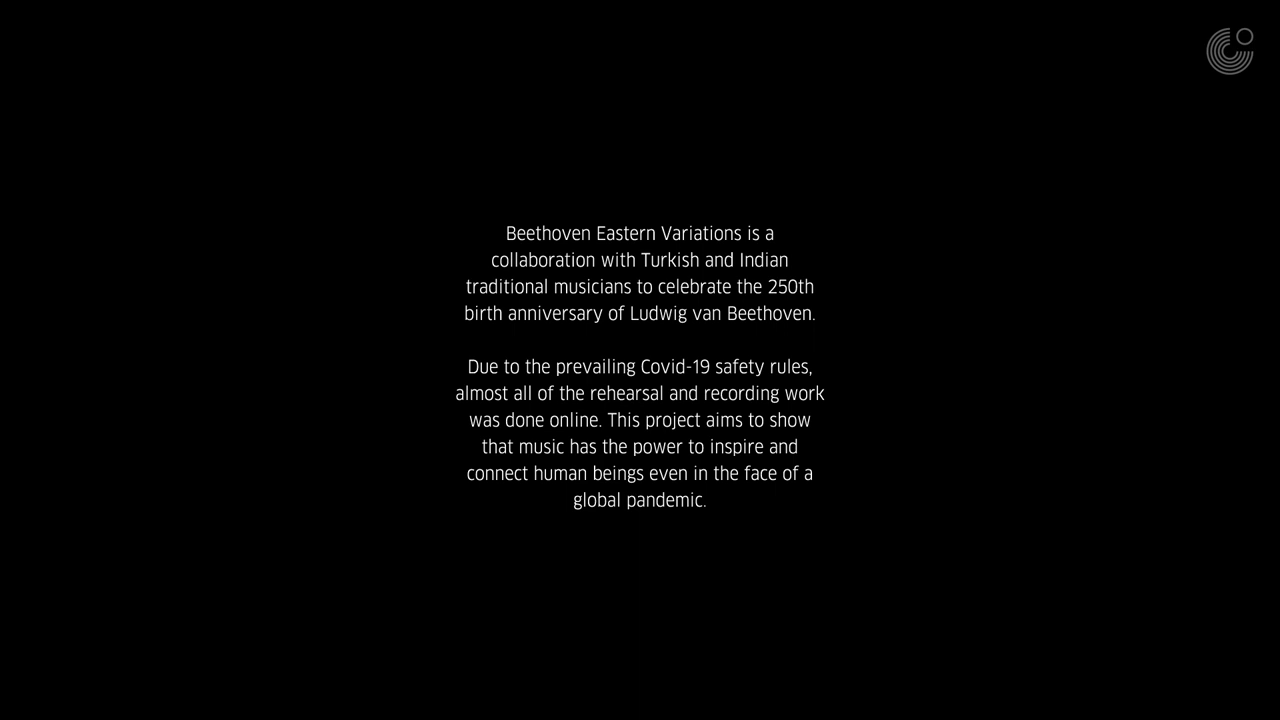 Beethoven Eastern Variations is a
collaboration with Turkish and Indian
traditional musicians to celebrate the 250th
birth anniversary of Ludwig van Beethoven.
Due to the prevailing Covid-19 safety rules,
almost all of the rehearsal and recording work
was done online. This project aims to show
that music has the power to inspire and
connect human beings even in the face of a
global pandemic.